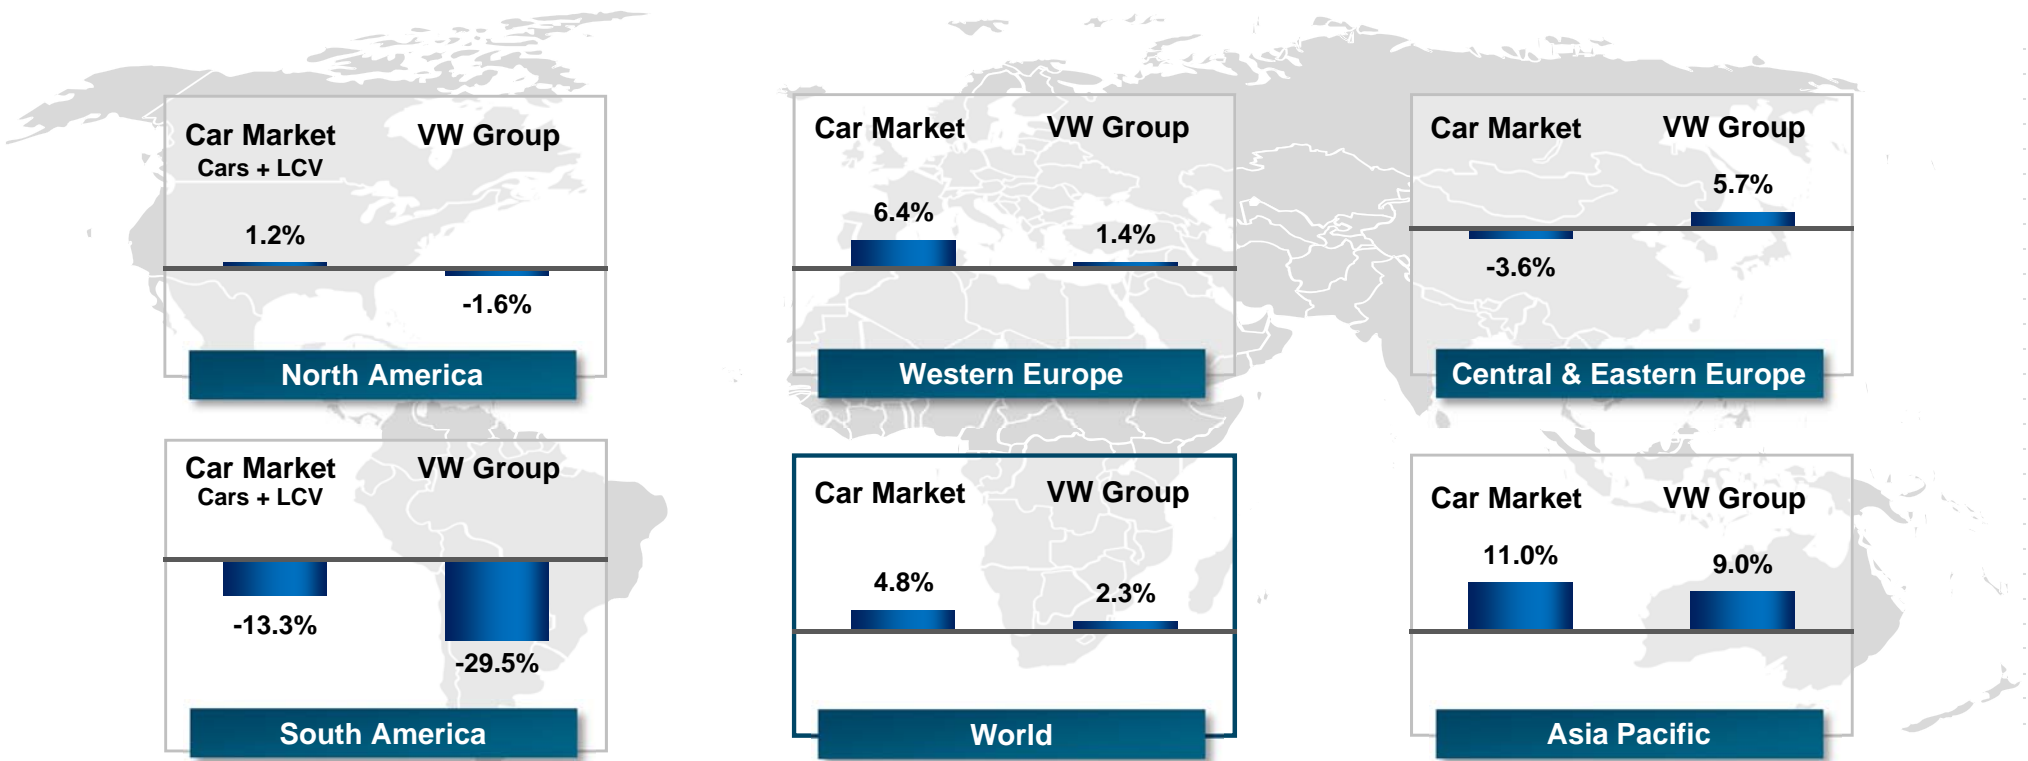 Car Market VW Group
Cars + LCV
1.2%
-1.6%
North America
Car Market VW Group
6.4%
1.4%
Western Europe
Car Market VW Group
5.7%
-3.6%
Central & Eastern Europe
Car Market VW Group
Cars + LCV
-13.3%
-29.5%
South America
Car Market VW Group
4.8%
2.3%
World
Car Market VW Group
11.0%
9.0%
Asia Pacific